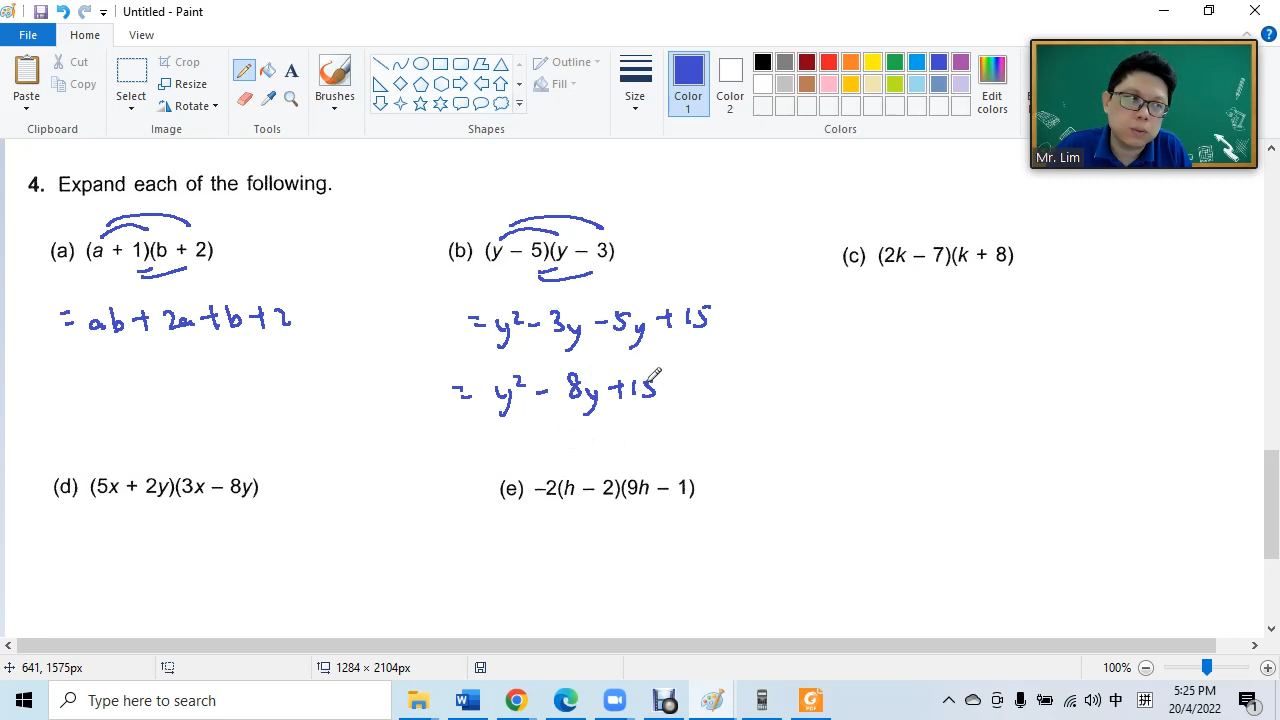 Untitled - Paint
File Home View
Paste Cut Copy Clipboard
Select Crop Resize Rotate Image
Tools
Brushes
Outline Fill Shapes
Size
Color 1 Color 2 Edit colors Colors
Mr. Lim
4. Expand each of the following.
(a) (a + 1)(b + 2)
= ab + 2a + b + 2
(b) (y – 5)(y – 3)
= y² - 3y - 5y + 15
= y² - 8y + 15
(c) (2k – 7)(k + 8)
(d) (5x + 2y)(3x – 8y)
(e) –2(h – 2)(9h – 1)
641, 1575px
1284 × 2104px
100%
Type here to search
中
拼
5:25 PM
20/4/2022
1